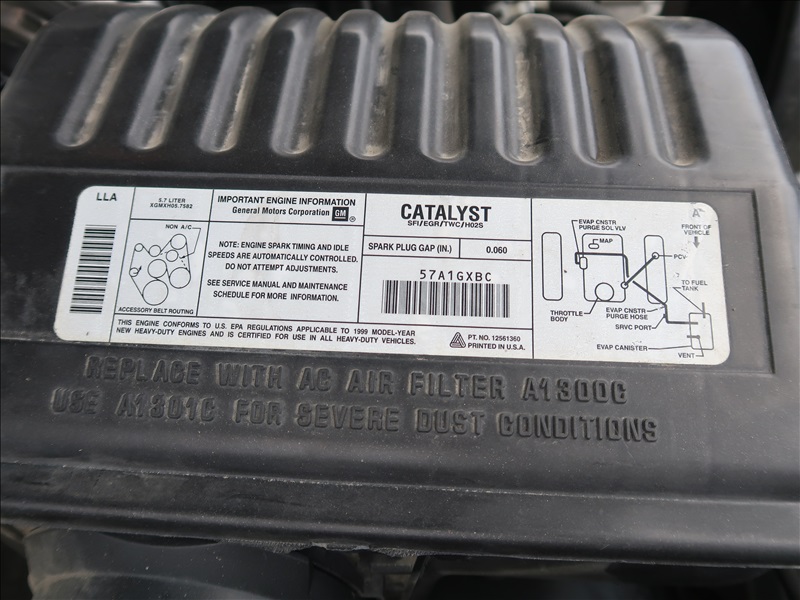 LLA
5.7 LITER
XGMXH05.7582
NON A/C
ACCESSORY BELT ROUTING
IMPORTANT ENGINE INFORMATION
General Motors Corporation GM
NOTE: ENGINE SPARK TIMING AND IDLE
SPEEDS ARE AUTOMATICALLY CONTROLLED.
DO NOT ATTEMPT ADJUSTMENTS.
SEE SERVICE MANUAL AND MAINTENANCE
SCHEDULE FOR MORE INFORMATION.
CATALYST
SFI/EGR/TWC/HO2S
SPARK PLUG GAP (IN.) 0.060
57A1GXBC
THIS ENGINE CONFORMS TO U.S. EPA REGULATIONS APPLICABLE TO 1999 MODEL-YEAR
NEW HEAVY-DUTY ENGINES AND IS CERTIFIED FOR USE IN ALL HEAVY-DUTY VEHICLES.
PT. NO. 12561360
PRINTED IN U.S.A.
EVAP CNSTR
PURGE SOL VLV
MAP
A
FRONT OF
VEHICLE
PCV
TO FUEL
TANK
THROTTLE
BODY
EVAP CNSTR
PURGE HOSE
SRVC PORT
EVAP CANISTER
VENT
REPLACE WITH AC AIR FILTER A1300C
USE A1301C FOR SEVERE DUST CONDITIONS